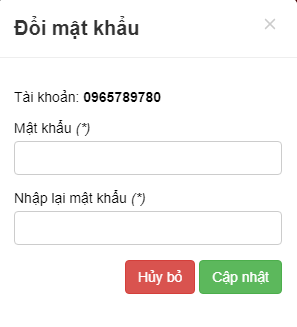 Đổi mật khẩu
×
Tài khoản: 0965789780
Mật khẩu (*)
Nhập lại mật khẩu (*)
Hủy bỏ Cập nhật